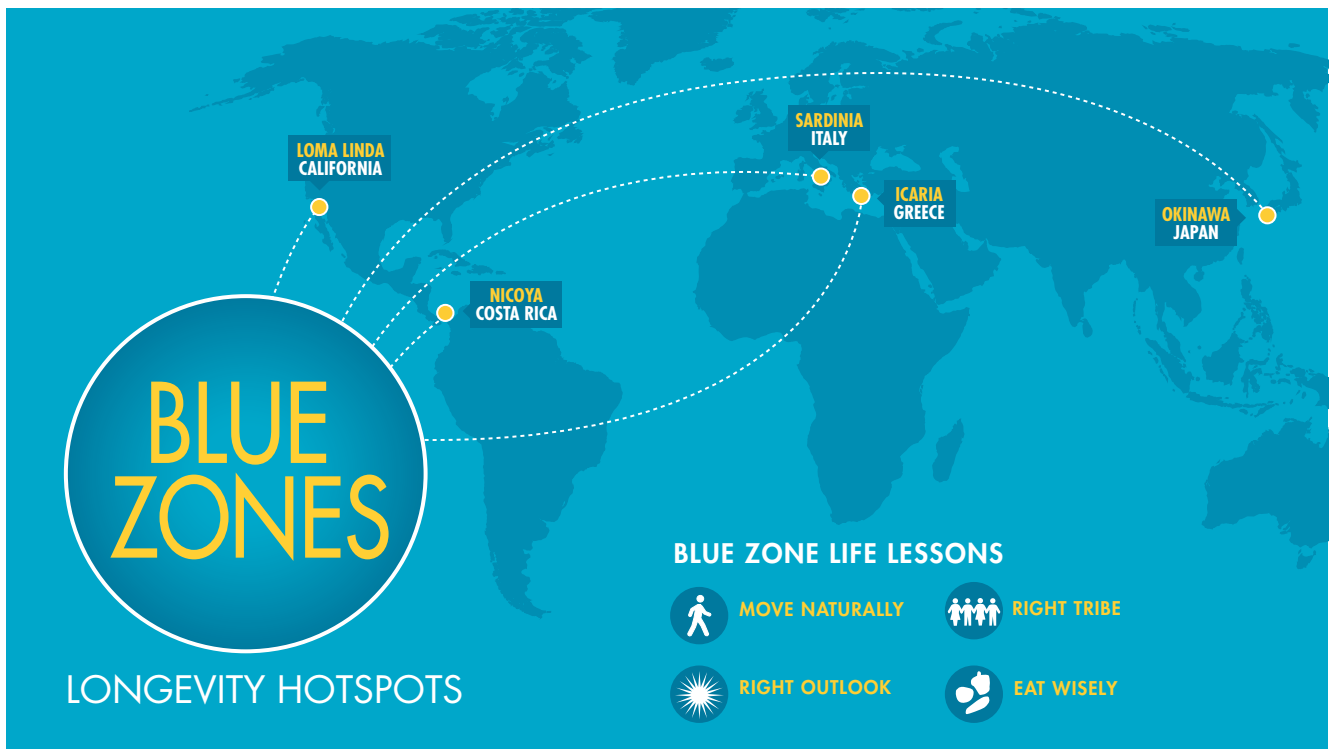 SARDINIA
ITALY
LOMA LINDA
CALIFORNIA
ICARIA
GREECE
OKINAWA
JAPAN
NICOYA
COSTA RICA
BLUE
ZONES
LONGEVITY HOTSPOTS
BLUE ZONE LIFE LESSONS
MOVE NATURALLY
RIGHT TRIBE
RIGHT OUTLOOK
EAT WISELY